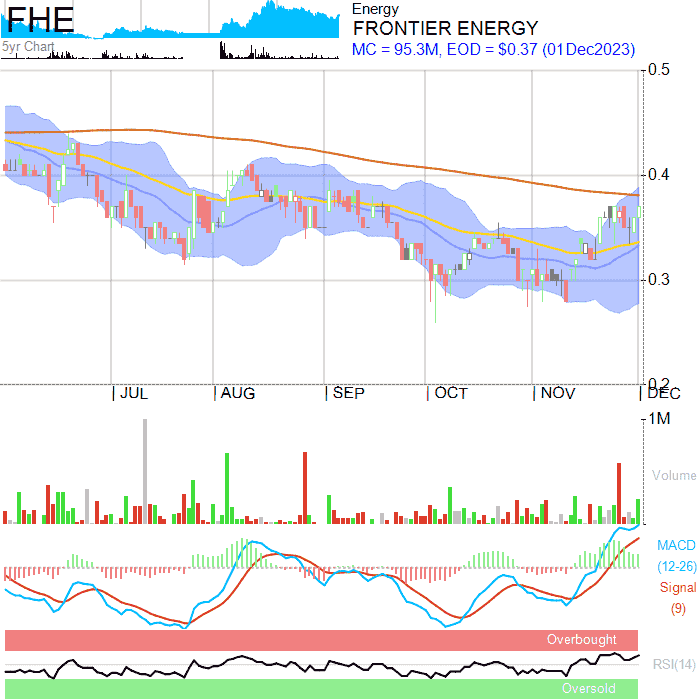 FHE
Energy
FRONTIER ENERGY
5yr Chart
MC = 95.3M, EOD = $0.37 (01Dec2023)
0.5
0.4
0.3
0.2
JUL
AUG
SEP
OCT
NOV
DEC
1M
Volume
MACD
(12-26)
Signal
(9)
Overbought
RSI(14)
Oversold